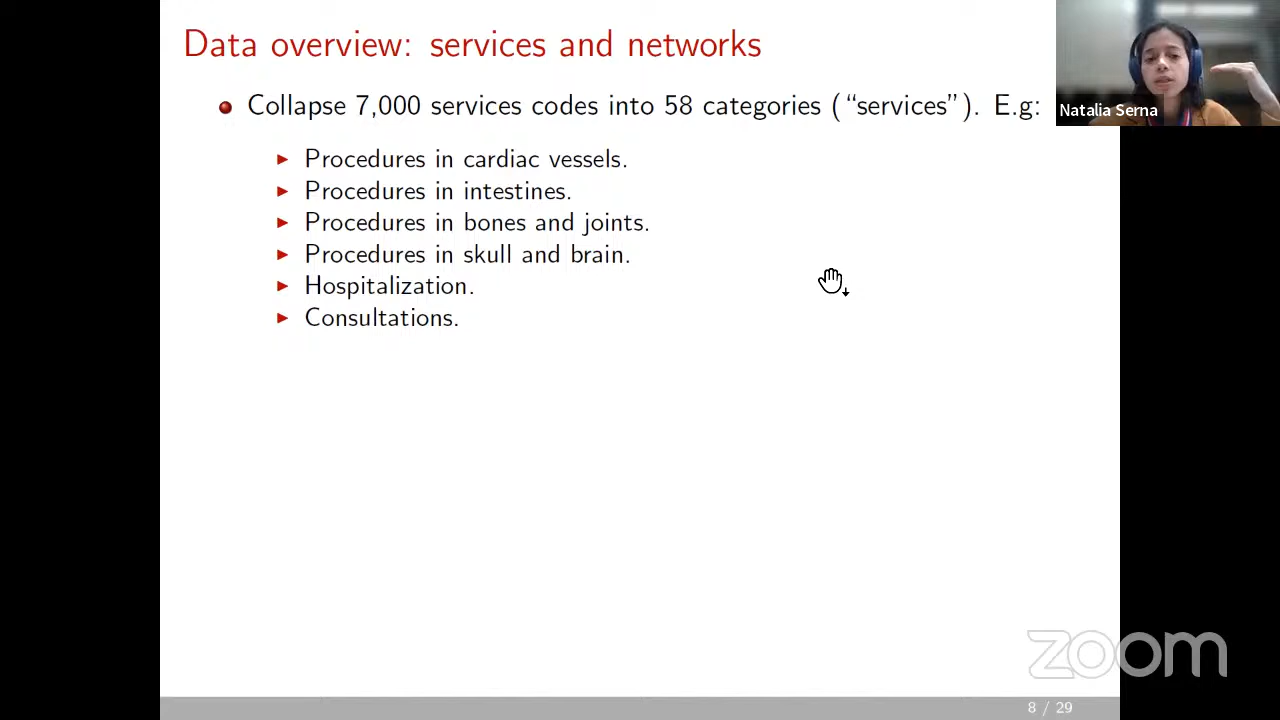 Data overview: services and networks
Natalia Serna
Collapse 7,000 services codes into 58 categories (“services”). E.g:
Procedures in cardiac vessels.
Procedures in intestines.
Procedures in bones and joints.
Procedures in skull and brain.
Hospitalization.
Consultations.
zoom
8 / 29